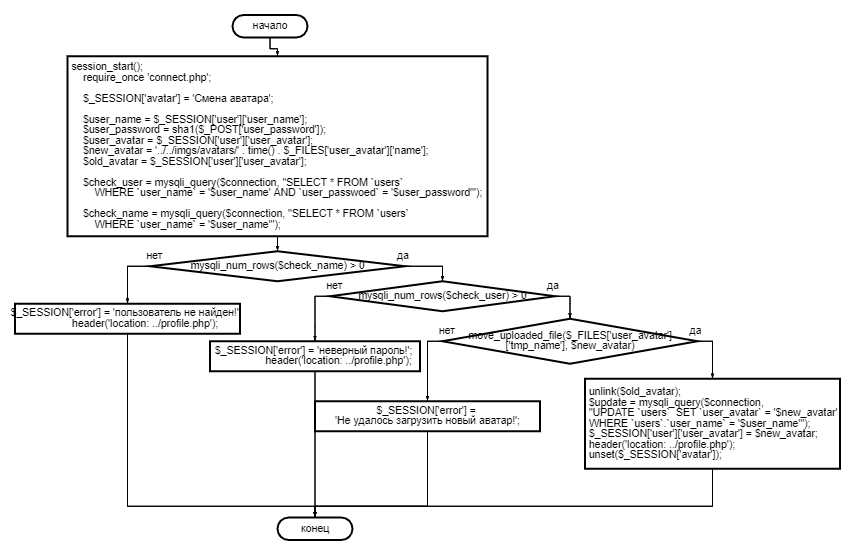 начало
session_start();
require_once 'connect.php';
$_SESSION['avatar'] = 'Смена аватара';
$user_name = $_SESSION['user']['user_name'];
$user_password = sha1($_POST['user_password']);
$user_avatar = $_SESSION['user']['user_avatar'];
$new_avatar = '../../imgs/avatars/' . time() . $_FILES['user_avatar']['name'];
$old_avatar = $_SESSION['user']['user_avatar'];
$check_user = mysqli_query($connection, "SELECT * FROM `users`
WHERE `user_name` = '$user_name' AND `user_passwoed` = '$user_password'");
$check_name = mysqli_query($connection, "SELECT * FROM `users`
WHERE `user_name` = '$user_name'");
нет
да
mysqli_num_rows($check_name) > 0
нет
да
mysqli_num_rows($check_user) > 0
$_SESSION['error'] = 'пользователь не найден!'
header('location: ../profile.php');
нет
да
move_uploaded_file($_FILES['user_avatar']
['tmp_name'], $new_avatar)
$_SESSION['error'] = 'неверный пароль!';
header('location: ../profile.php');
$_SESSION['error'] =
'Не удалось загрузить новый аватар!';
unlink($old_avatar);
$update = mysqli_query($connection,
"UPDATE `users` SET `user_avatar` = '$new_avatar'
WHERE `users`.`user_name` = '$user_name'");
$_SESSION['user']['user_avatar'] = $new_avatar;
header('location: ../profile.php');
unset($_SESSION['avatar']);
конец